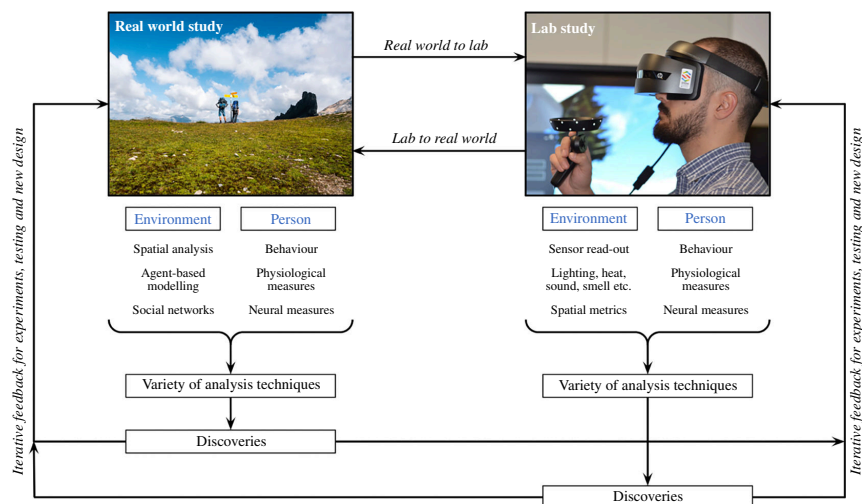 Real world study
Real world to lab
Lab study
Lab to real world
Iterative feedback for experiments, testing and new design
Environment
Person
Spatial analysis
Behaviour
Agent-based
modelling
Physiological
measures
Social networks
Neural measures
Environment
Person
Sensor read-out
Behaviour
Lighting, heat,
sound, smell etc.
Physiological
measures
Spatial metrics
Neural measures
Iterative feedback for experiments, testing and new design
Variety of analysis techniques
Variety of analysis techniques
Discoveries
Discoveries